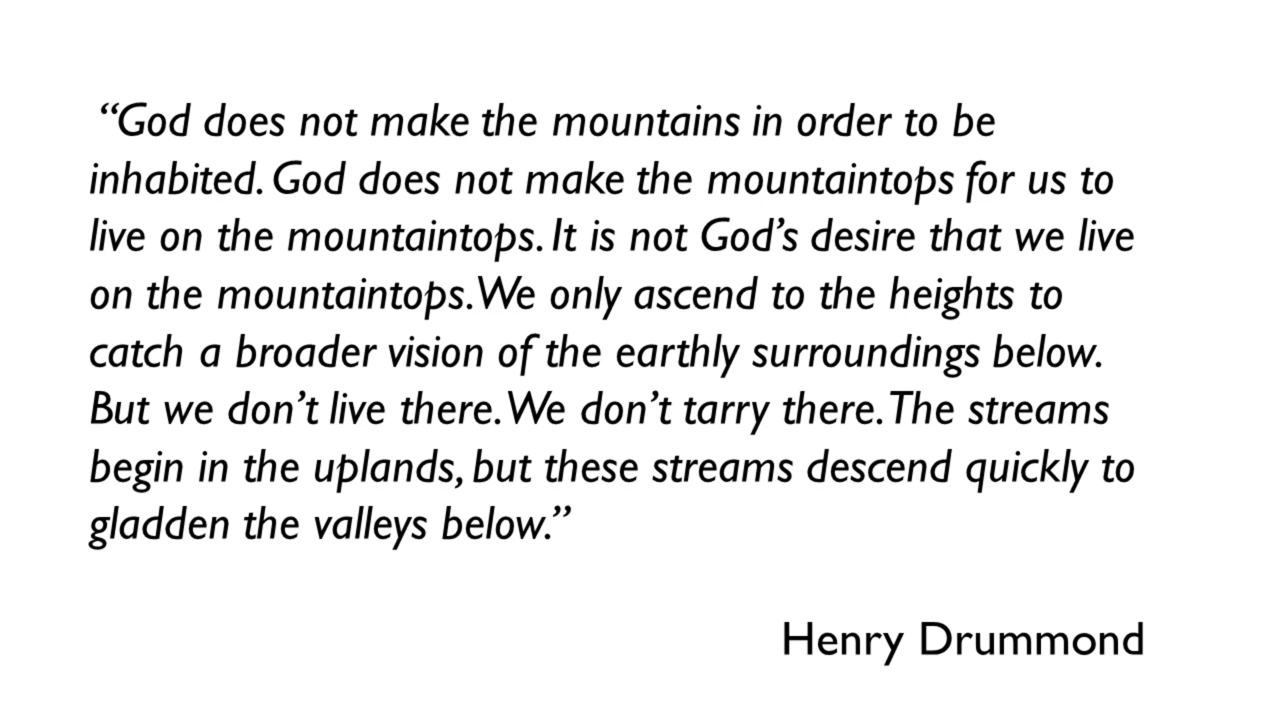 “God does not make the mountains in order to be
inhabited. God does not make the mountaintops for us to
live on the mountaintops. It is not God’s desire that we live
on the mountaintops. We only ascend to the heights to
catch a broader vision of the earthly surroundings below.
But we don’t live there. We don’t tarry there. The streams
begin in the uplands, but these streams descend quickly to
gladden the valleys below.”
Henry Drummond